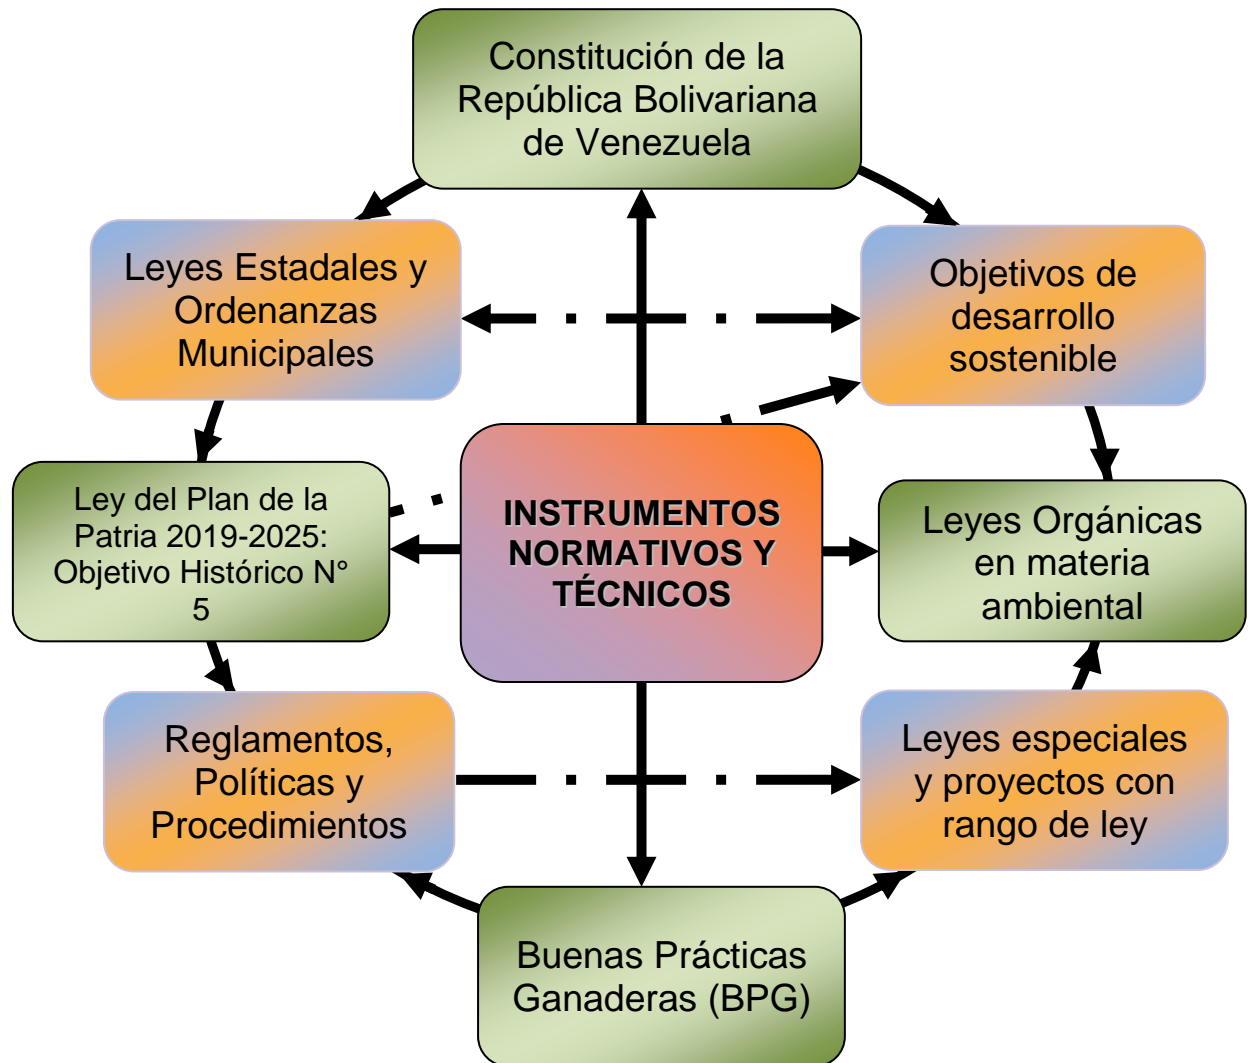 Constitución de la
República Bolivariana
de Venezuela
Leyes Estadales y
Ordenanzas
Municipales
Objetivos de
desarrollo
sostenible
Ley del Plan de la
Patria 2019-2025:
Objetivo Histórico N°
5
INSTRUMENTOS
NORMATIVOS Y
TÉCNICOS
Leyes Orgánicas
en materia
ambiental
Reglamentos,
Políticas y
Procedimientos
Leyes especiales
y proyectos con
rango de ley
Buenas Prácticas
Ganaderas (BPG)